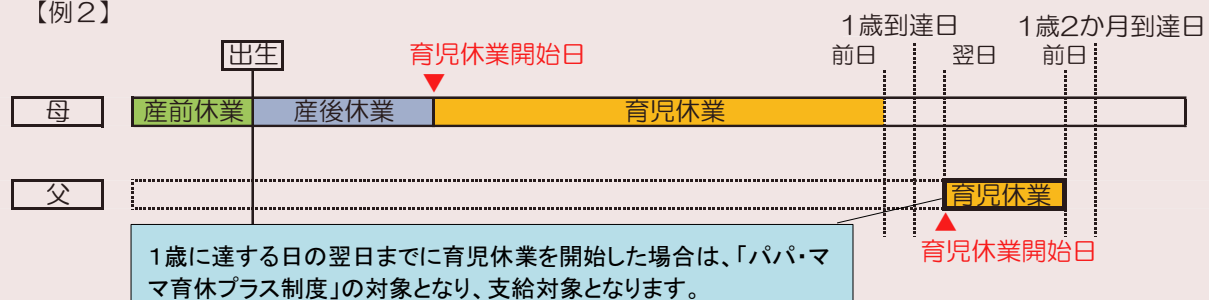 【例２】
1歳到達日
1歳2か月到達日
前日
翌日
前日
出生
育児休業開始日
母
産前休業
産後休業
育児休業
父
育児休業
育児休業開始日
1歳に達する日の翌日までに育児休業を開始した場合は、「パパ・マ
マ育休プラス制度」の対象となり、支給対象となります。